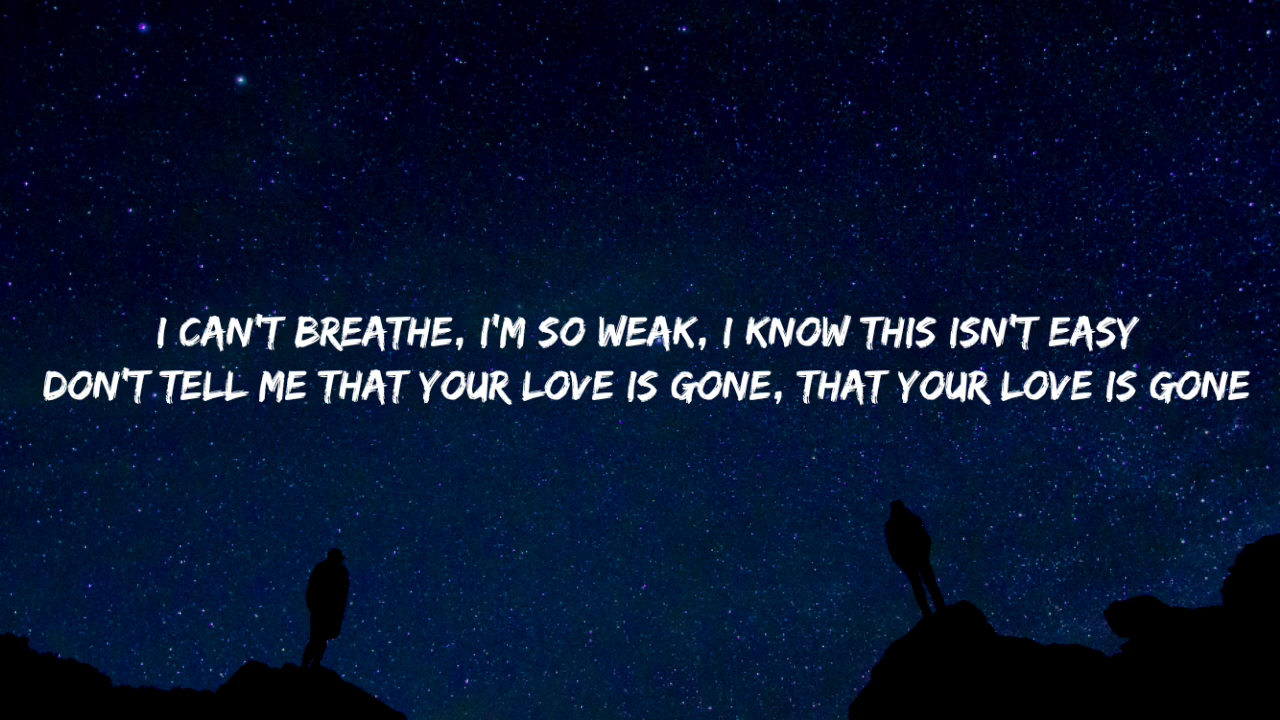 I CAN'T BREATHE, I'M SO WEAK, I KNOW THIS ISN'T EASY
DON'T TELL ME THAT YOUR LOVE IS GONE, THAT YOUR LOVE IS GONE